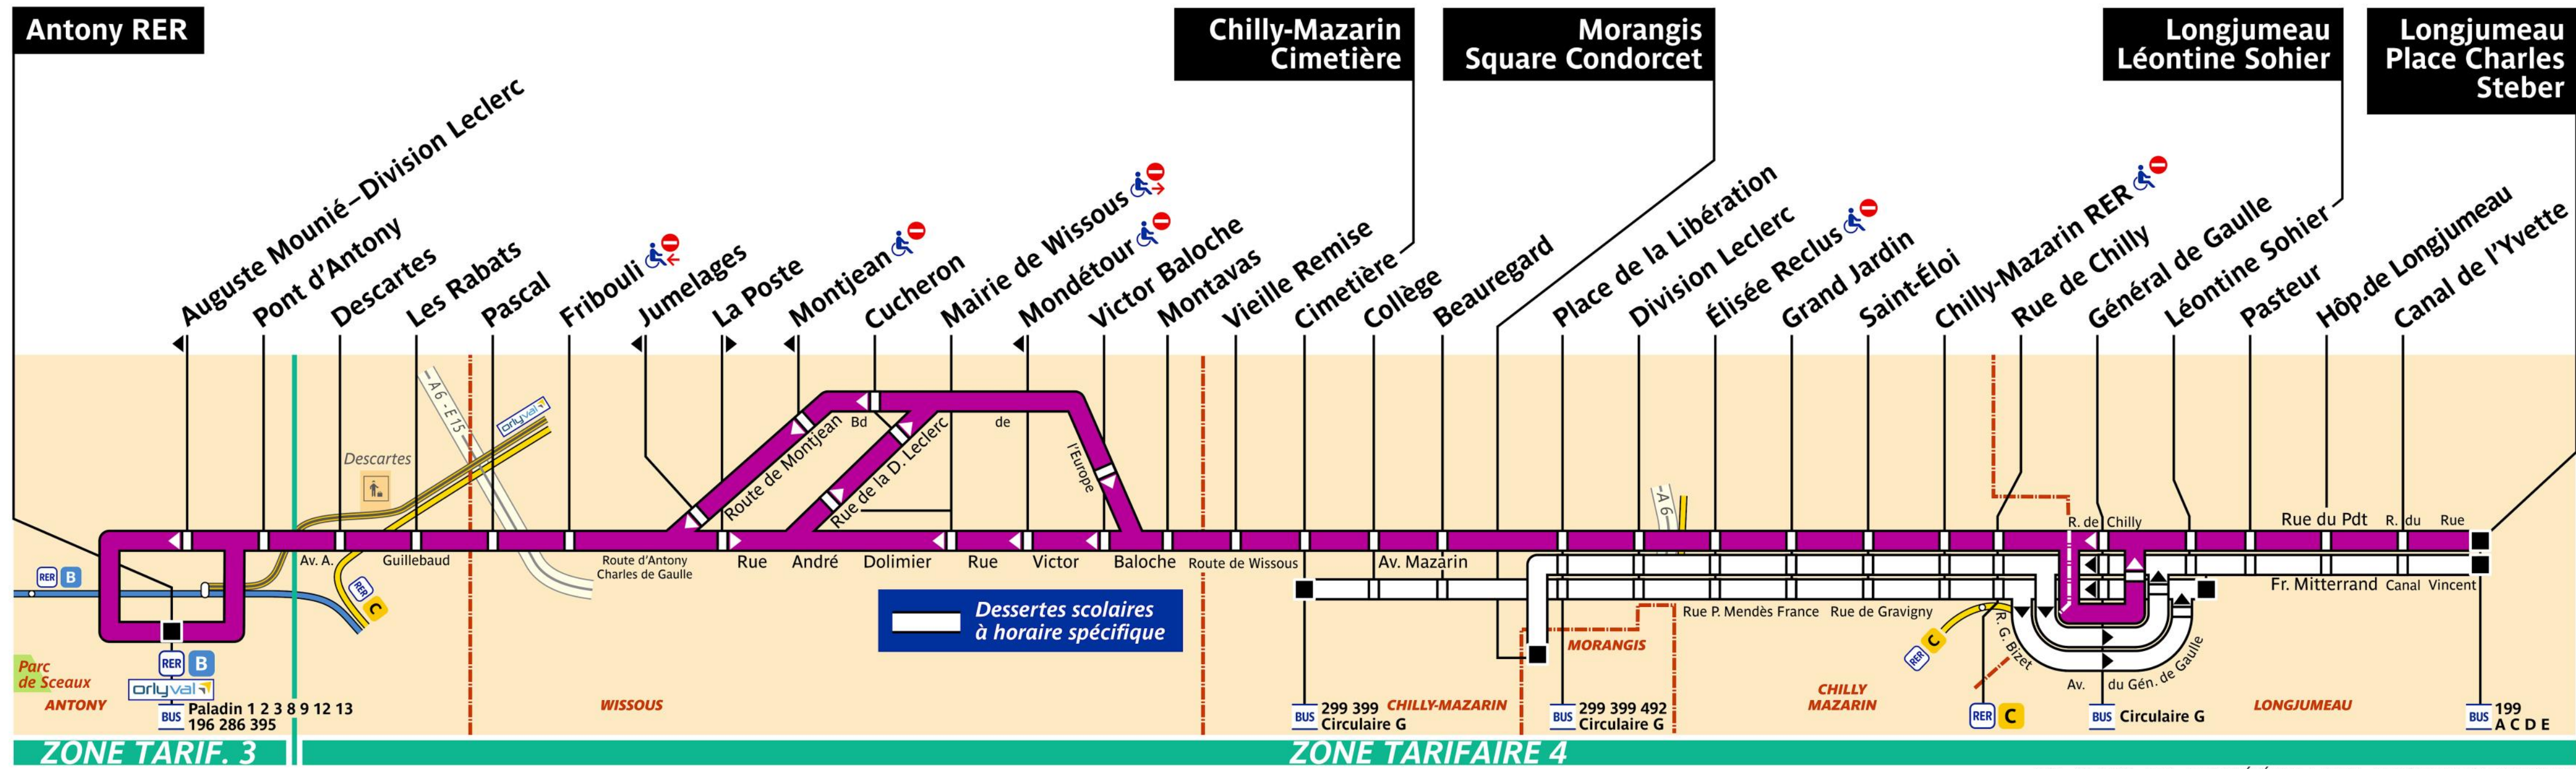 Antony RER
Chilly-Mazarin
Cimetière
Morangis
Square Condorcet
Longjumeau
Léontine Sohier
Longjumeau
Place Charles
Steber
Auguste Mounié–Division Leclerc
Pont d'Antony
Descartes
Les Rabats
Pascal
Fribouli
Jumelages
La Poste
Montjean
Cucheron
Mairie de Wissous
Mondétour
Victor Baloche
Montavas
Vieille Remise
Cimetière
Collège
Beauregard
Place de la Libération
Division Leclerc
Élisée Reclus
Grand Jardin
Saint-Éloi
Chilly-Mazarin RER
Rue de Chilly
Général de Gaulle
Léontine Sohier
Pasteur
Hôp.de Longjumeau
Canal de l'Yvette
A6 - E15
orlyval
Descartes
Route de Montjean
Bd
de
l'Europe
Rue de la D. Leclerc
A 6
R. de Chilly
Rue du Pdt
R. du
Rue
Av. A.
Guillebaud
Route d'Antony
Charles de Gaulle
Rue
André
Dolimier
Rue
Victor
Baloche
Route de Wissous
Av. Mazarin
RER B
RER C
Dessertes scolaires
à horaire spécifique
Rue P. Mendès France
Rue de Gravigny
Fr. Mitterrand
Canal
Vincent
RER C
R. G. Bizet
Av.
du Gén. de Gaulle
Parc
de Sceaux
ANTONY
RER B
orlyval
BUS
Paladin 1 2 3 8 9 12 13
196 286 395
WISSOUS
BUS
299 399
Circulaire G
CHILLY-MAZARIN
MORANGIS
BUS
299 399 492
Circulaire G
CHILLY
MAZARIN
RER C
BUS
Circulaire G
LONGJUMEAU
BUS
199
A C D E
ZONE TARIF. 3
ZONE TARIFAIRE 4